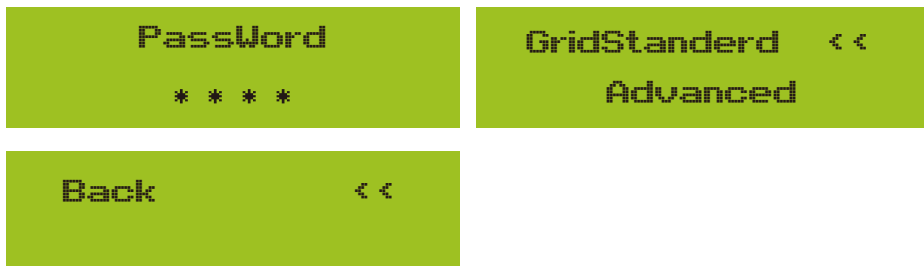 PassWord
* * * *
GridStanderd <<
Advanced
Back <<